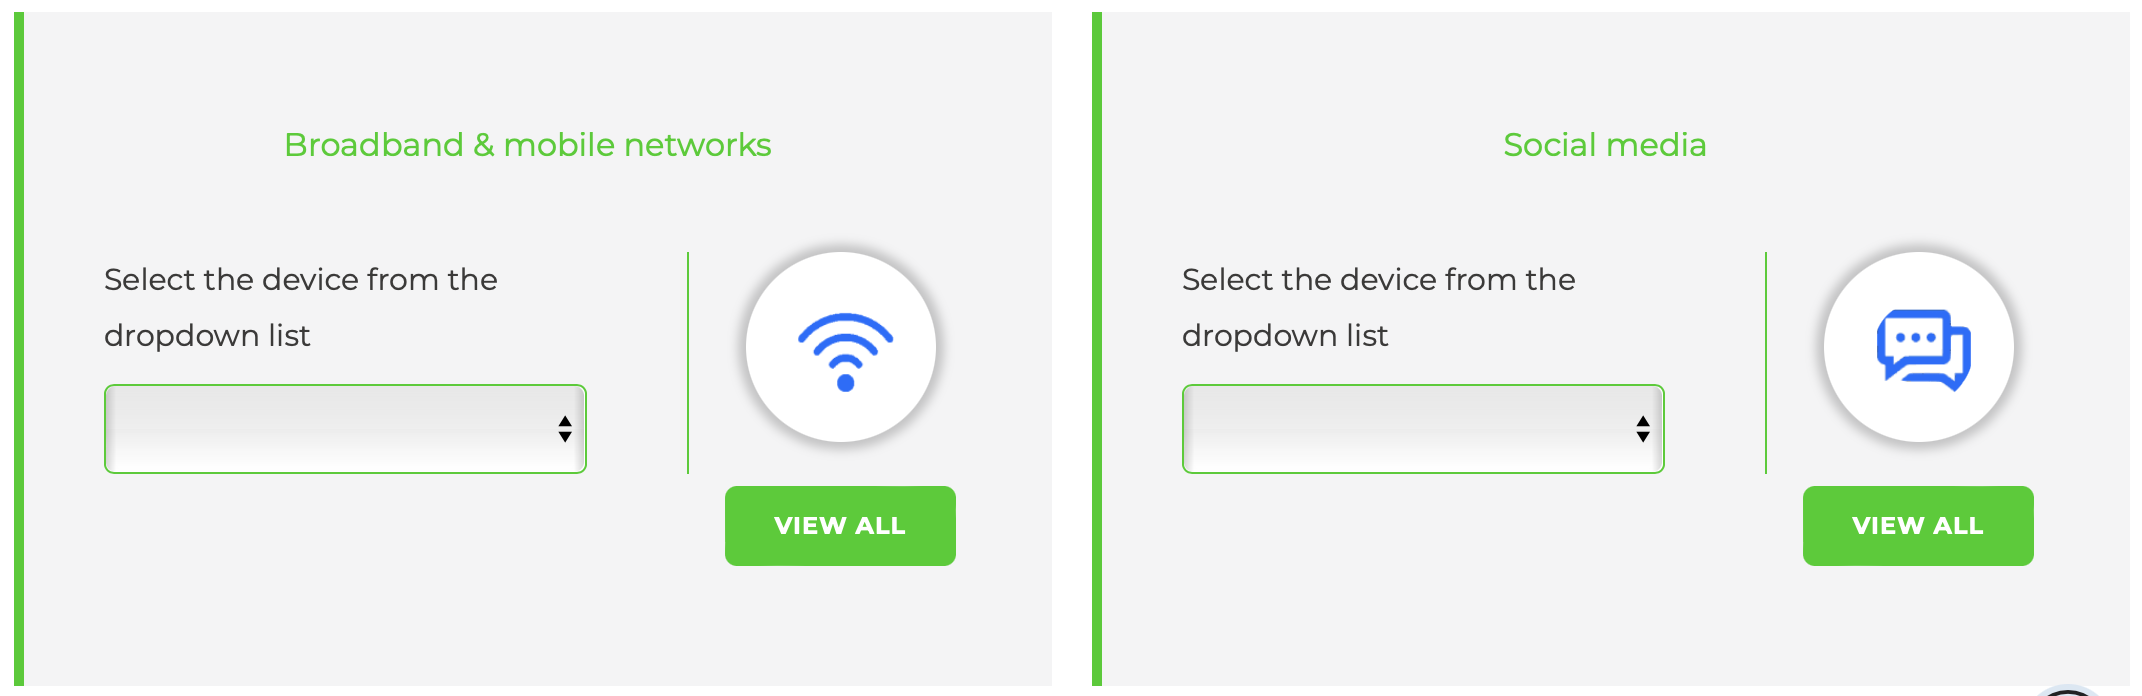 Broadband & mobile networks
Select the device from the
dropdown list
VIEW ALL
Social media
Select the device from the
dropdown list
VIEW ALL